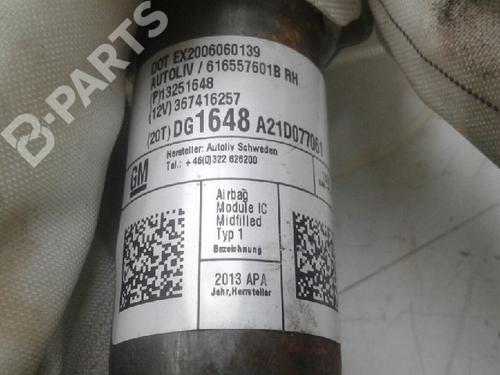 DOT EX2006060139
AUTOLIV / 616557601B RH
(P)13251648
(12V) 367416257
(20T) DG1648 A21D077061
Hersteller: Autoliv Schweden
Tel.: +46(0)322 626200
GM
Airbag
Module IC
Midfilled
Typ 1
Bezeichnung
2013 APA
Jahr, Hersteller
B-PARTS
B-PARTS